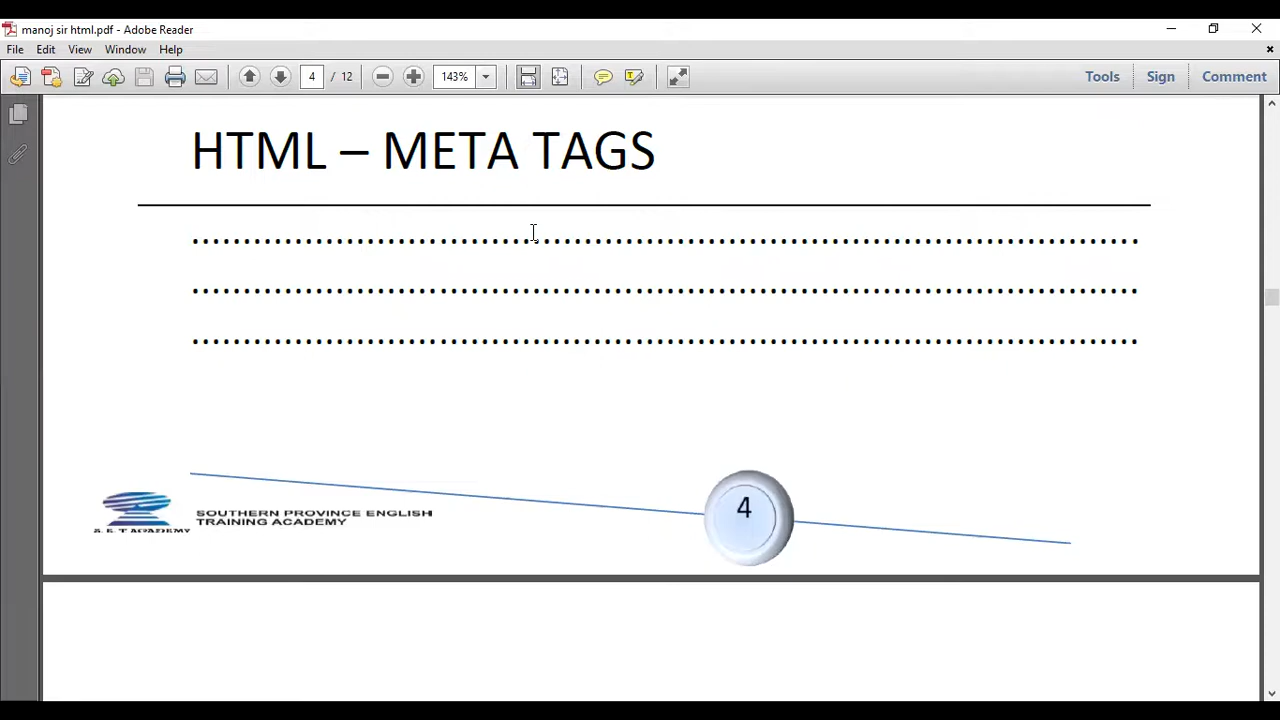 manoj sir html.pdf - Adobe Reader
File Edit View Window Help
4 / 12 143% Tools Sign Comment
HTML – META TAGS
...........................................................................................
...........................................................................................
...........................................................................................
4
SOUTHERN PROVINCE ENGLISH
TRAINING ACADEMY
S.E.T ACADEMY